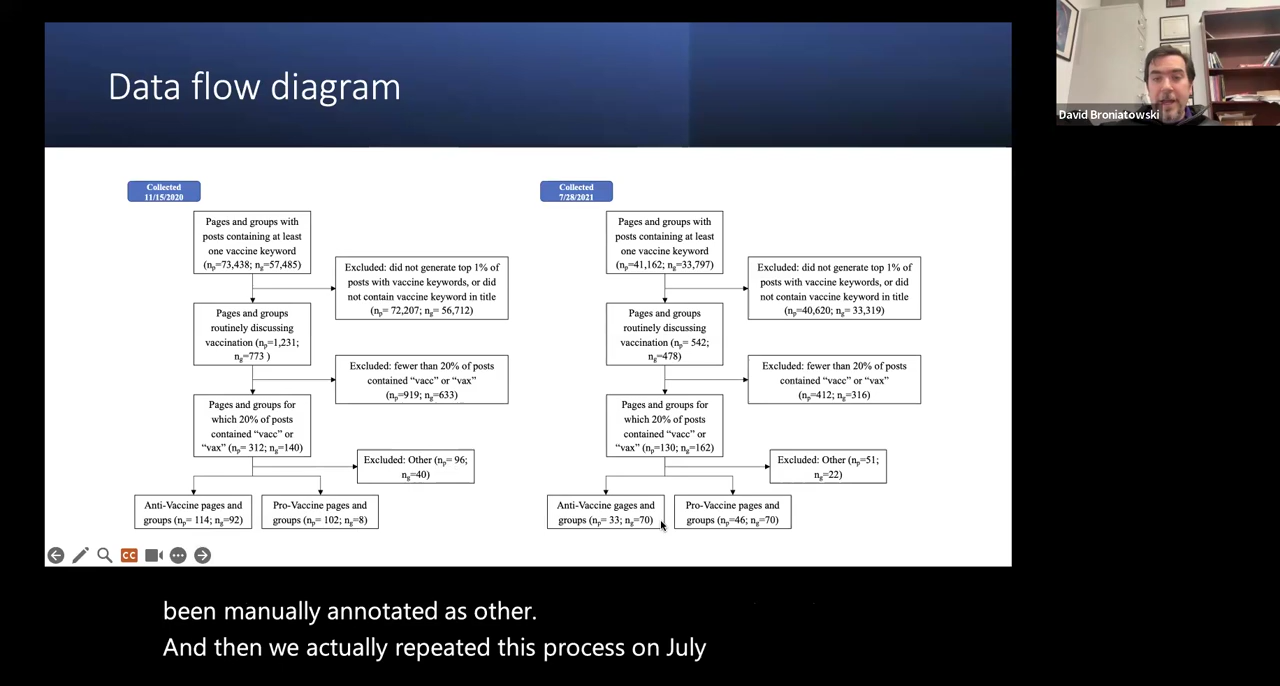 Data flow diagram
David Broniatowski
Collected
11/15/2020
Pages and groups with
posts containing at least
one vaccine keyword
(np=73,438; ng=57,485)
Excluded: did not generate top 1% of
posts with vaccine keywords, or did
not contain vaccine keyword in title
(np= 72,207; ng= 56,712)
Pages and groups
routinely discussing
vaccination (np=1,231;
ng=773 )
Excluded: fewer than 20% of posts
contained “vacc” or “vax”
(np=919; ng=633)
Pages and groups for
which 20% of posts
contained “vacc” or
“vax” (np= 312; ng=140)
Excluded: Other (np= 96;
ng=40)
Anti-Vaccine pages and
groups (np= 114; ng=92)
Pro-Vaccine pages and
groups (np= 102; ng=8)
Collected
7/28/2021
Pages and groups with
posts containing at least
one vaccine keyword
(np=41,162; ng=33,797)
Excluded: did not generate top 1% of
posts with vaccine keywords, or did
not contain vaccine keyword in title
(np=40,620; ng= 33,319)
Pages and groups
routinely discussing
vaccination (np= 542;
ng=478)
Excluded: fewer than 20% of posts
contained “vacc” or “vax”
(np=412; ng=316)
Pages and groups for
which 20% of posts
contained “vacc” or
“vax” (np=130; ng=162)
Excluded: Other (np=51;
ng=22)
Anti-Vaccine gages and
groups (np= 33; ng=70)
Pro-Vaccine pages and
groups (np=46; ng=70)
CC
been manually annotated as other.
And then we actually repeated this process on July